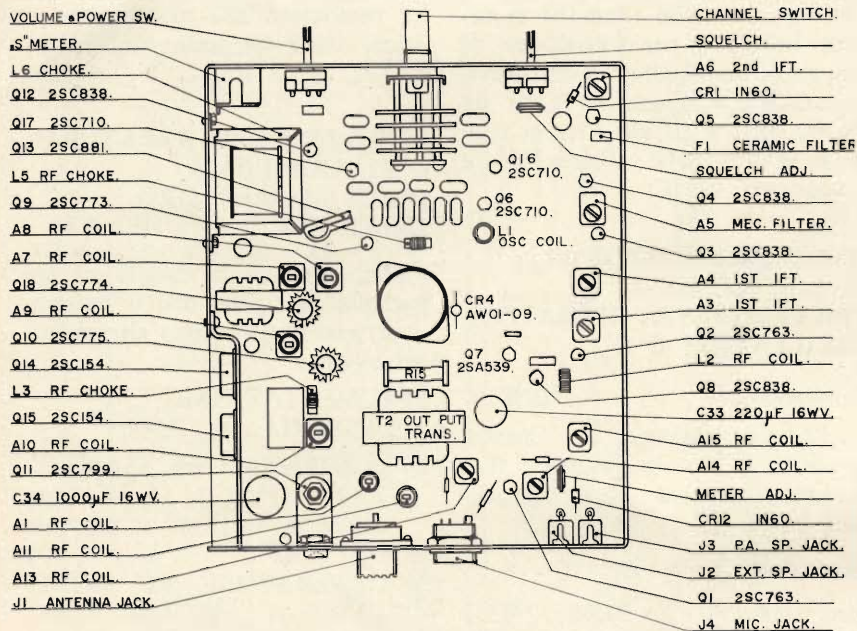 VOLUME & POWER SW.
„S" METER.
L6 CHOKE.
Q12 2SC838.
Q17 2SC710.
Q13 2SC881.
L5 RF CHOKE.
Q9 2SC773.
A8 RF COIL.
A7 RF COIL.
Q18 2SC774.
A9 RF COIL.
Q10 2SC775.
Q14 2SC154.
L3 RF CHOKE.
Q15 2SC154.
A10 RF COIL.
Q11 2SC799.
C34 1000µF 16WV.
A1 RF COIL.
A11 RF COIL.
A13 RF COIL.
J1 ANTENNA JACK.
Q16
2SC710.
Q6
2SC710.
L1
OSC COIL.
CR4
AW01-09.
Q7
2SA539.
R15
T2 OUT PUT
TRANS.
CHANNEL SWITCH.
SQUELCH.
A6 2nd IFT.
CR1 IN60.
Q5 2SC838.
F1 CERAMIC FILTER
SQUELCH ADJ.
Q4 2SC838.
A5 MEC. FILTER.
Q3 2SC838.
A4 1ST IFT.
A3 1ST IFT.
Q2 2SC763.
L2 RF COIL.
Q8 2SC838.
C33 220µF 16WV.
A15 RF COIL.
A14 RF COIL.
METER ADJ.
CR12 IN60.
J3 P.A. SP. JACK.
J2 EXT. SP. JACK.
Q1 2SC763.
J4 MIC. JACK.